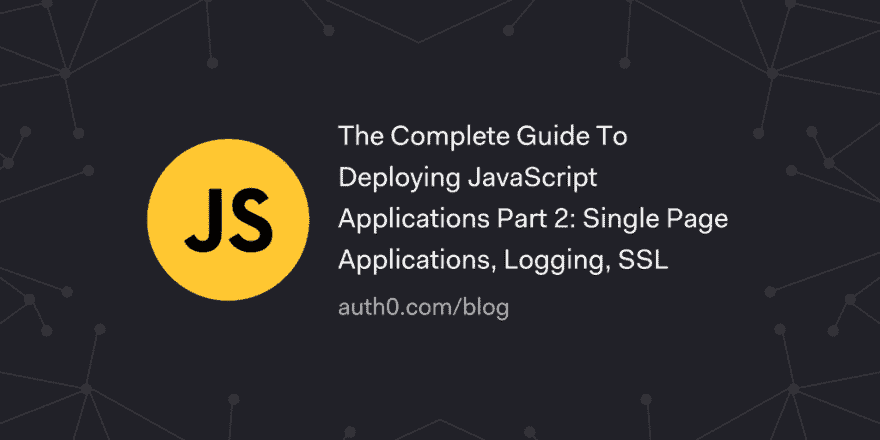 JS
The Complete Guide To
Deploying JavaScript
Applications Part 2: Single Page
Applications, Logging, SSL
auth0.com/blog